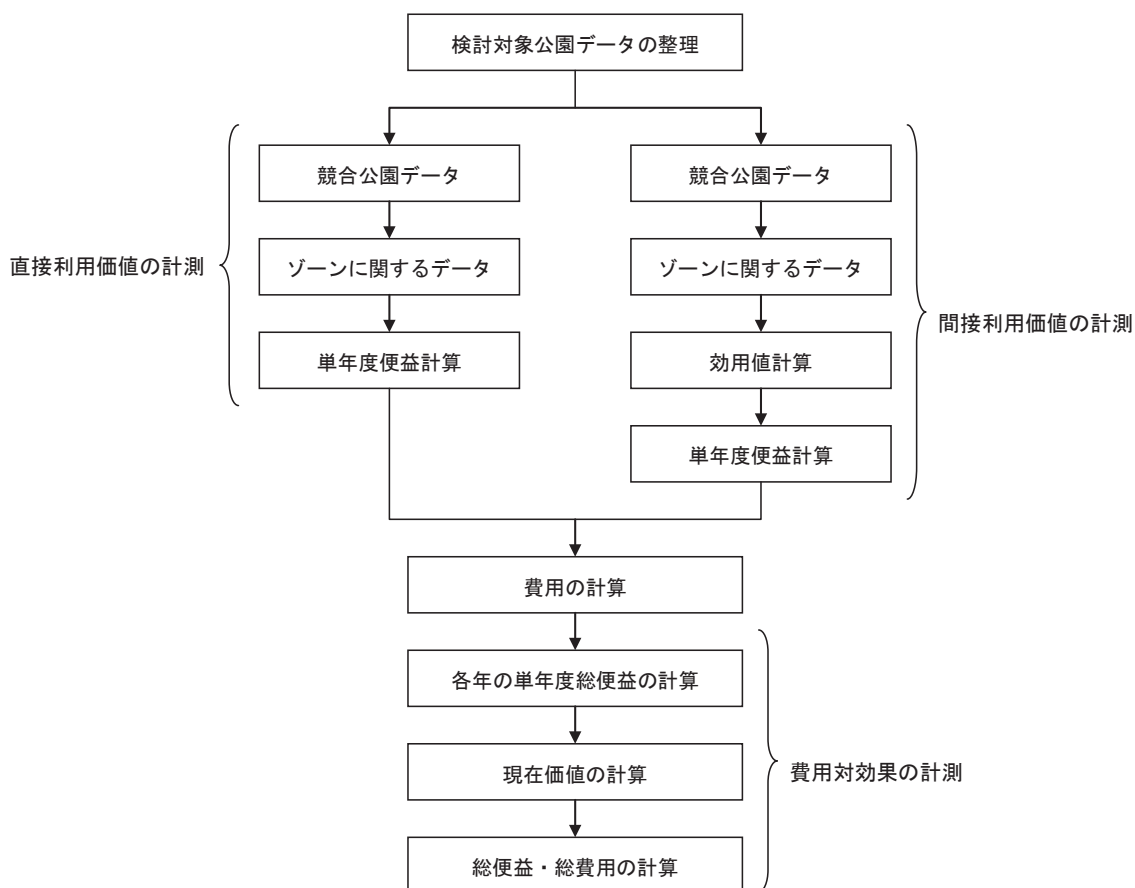 検討対象公園データの整理
競合公園データ
競合公園データ
直接利用価値の計測
ゾーンに関するデータ
ゾーンに関するデータ
間接利用価値の計測
単年度便益計算
効用値計算
単年度便益計算
費用の計算
各年の単年度総便益の計算
現在価値の計算
費用対効果の計測
総便益・総費用の計算